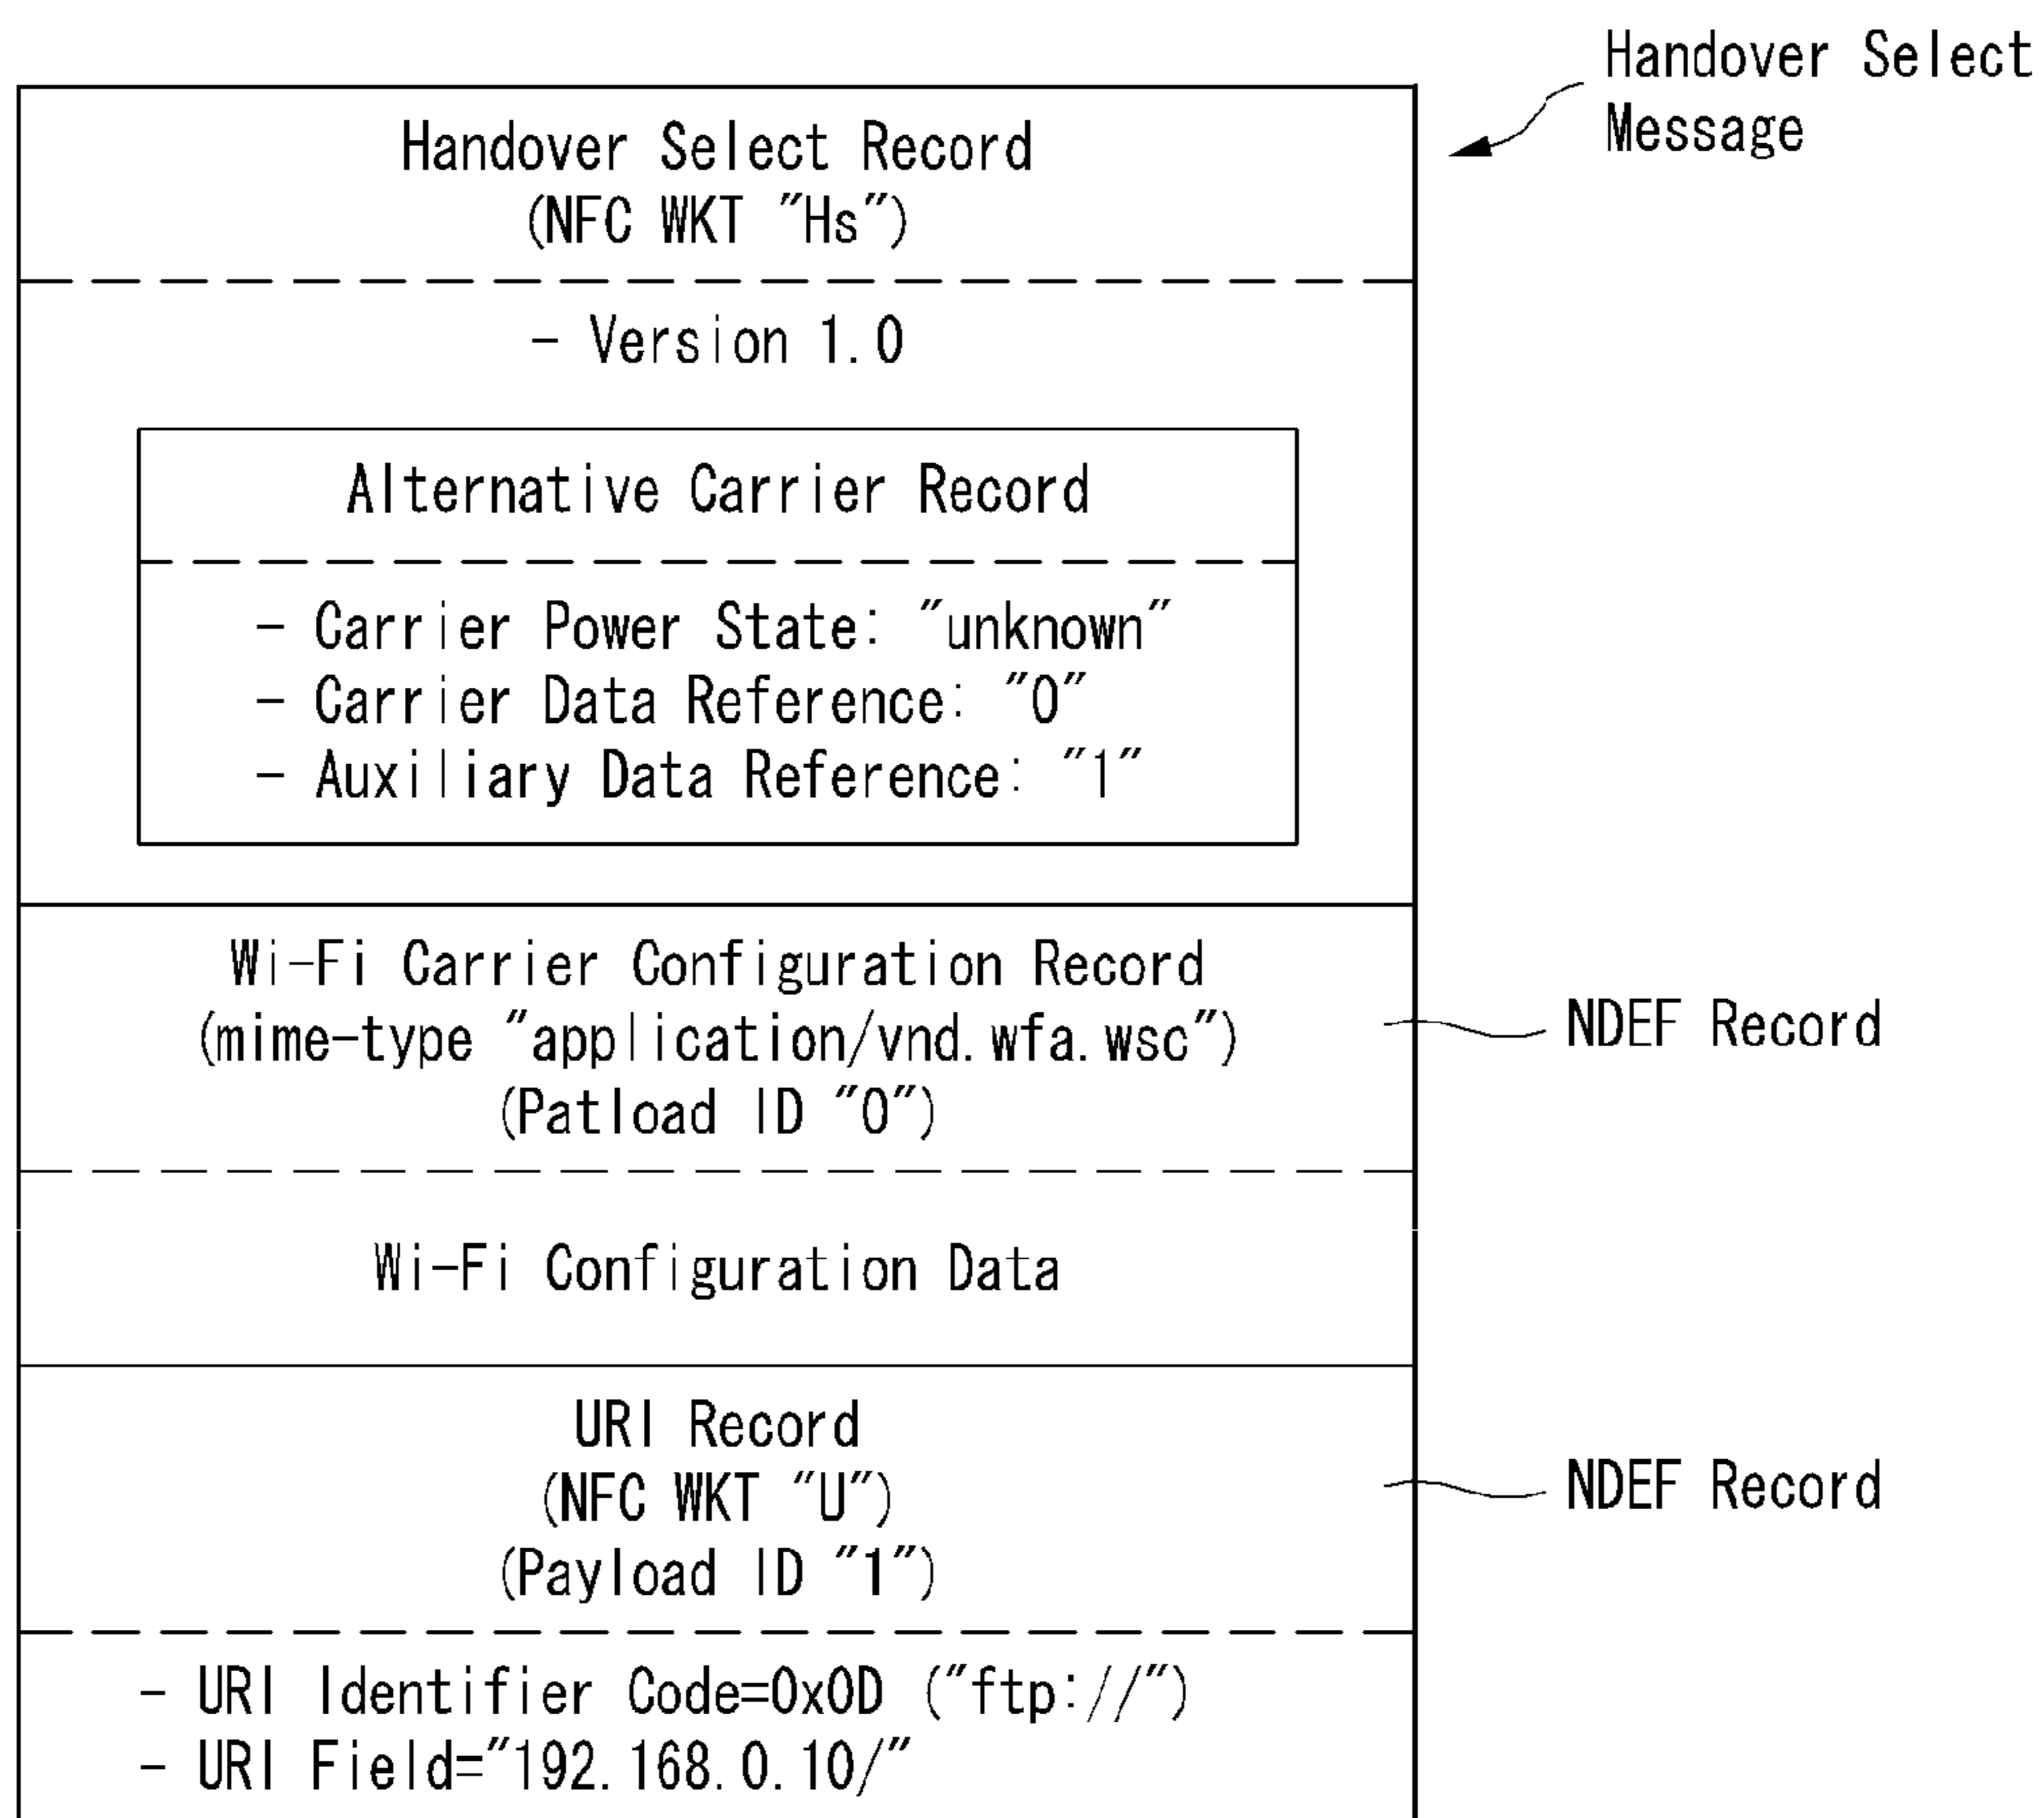 Handover Select
Message
Handover Select Record
(NFC WKT "Hs")
- Version 1.0
Alternative Carrier Record
- Carrier Power State: "unknown"
- Carrier Data Reference: "0"
- Auxiliary Data Reference: "1"
Wi-Fi Carrier Configuration Record
(mime-type "application/vnd.wfa.wsc")
(Patload ID "0")
NDEF Record
Wi-Fi Configuration Data
URI Record
(NFC WKT "U")
(Payload ID "1")
NDEF Record
- URI Identifier Code=0x0D ("ftp://")
- URI Field="192.168.0.10/"